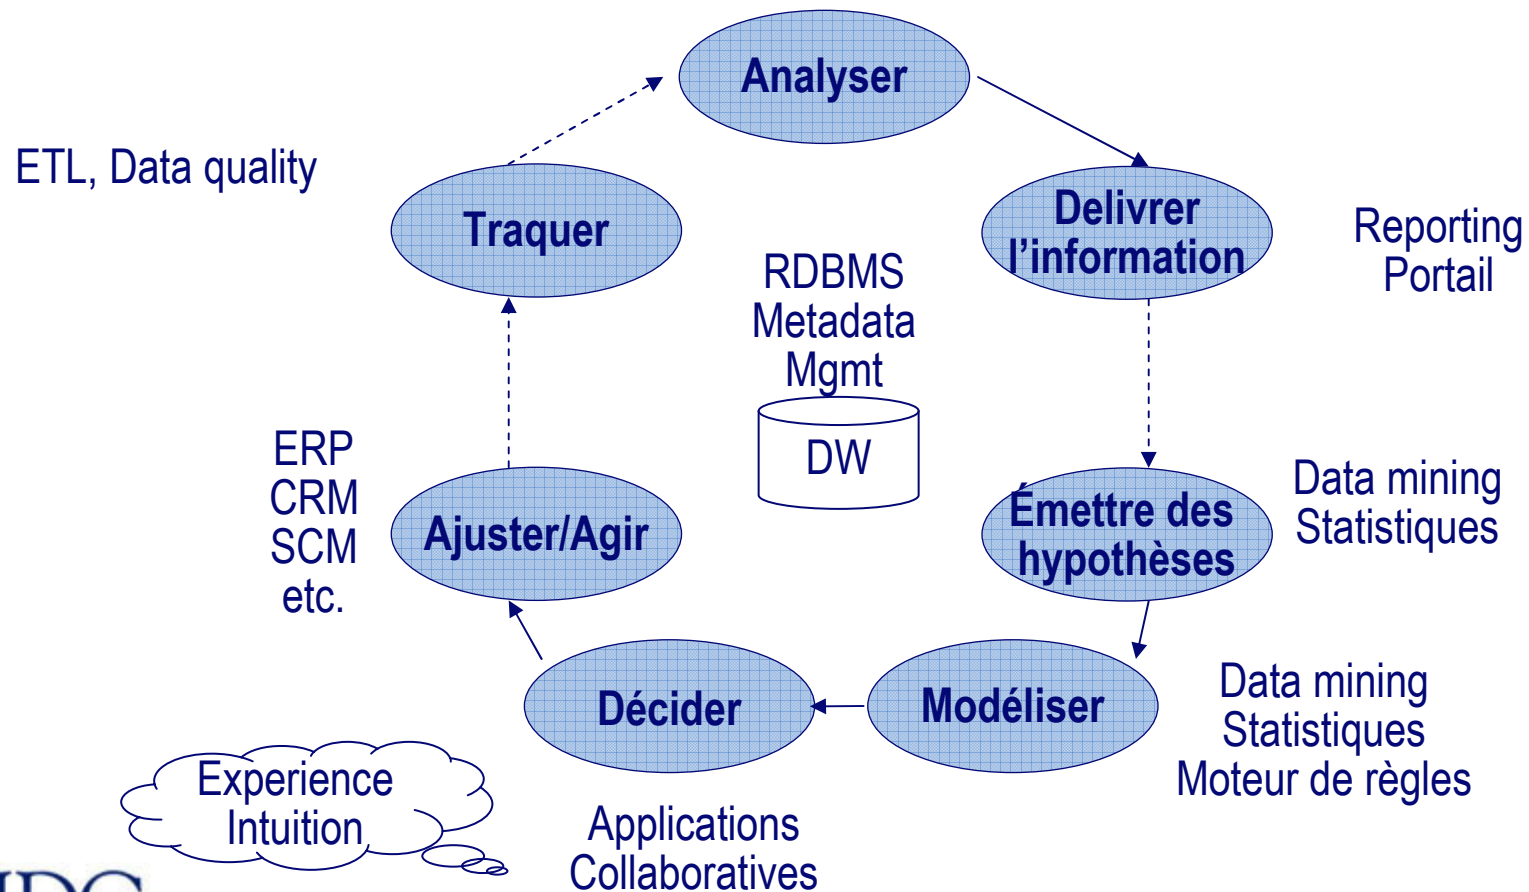 Analyser
ETL, Data quality
Traquer
Delivrer
l'information
Reporting
Portail
RDBMS
Metadata
Mgmt
DW
ERP
CRM
SCM
etc.
Ajuster/Agir
Émettre des
hypothèses
Data mining
Statistiques
Décider
Modéliser
Data mining
Statistiques
Moteur de règles
Experience
Intuition
Applications
Collaboratives